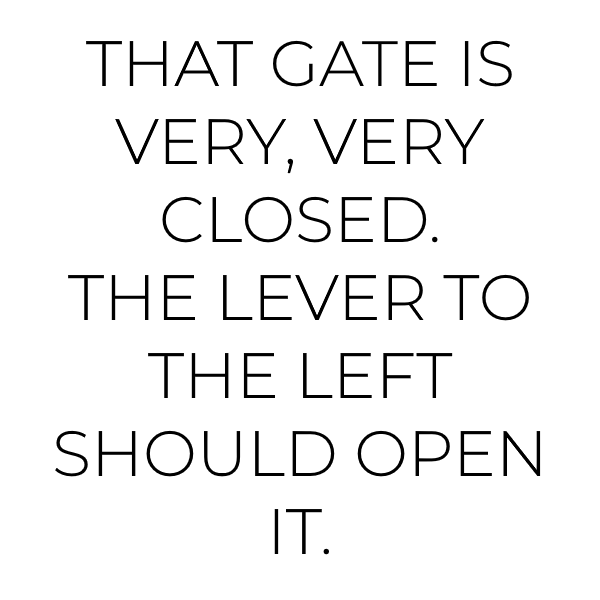 THAT GATE IS
VERY, VERY
CLOSED.
THE LEVER TO
THE LEFT
SHOULD OPEN
IT.